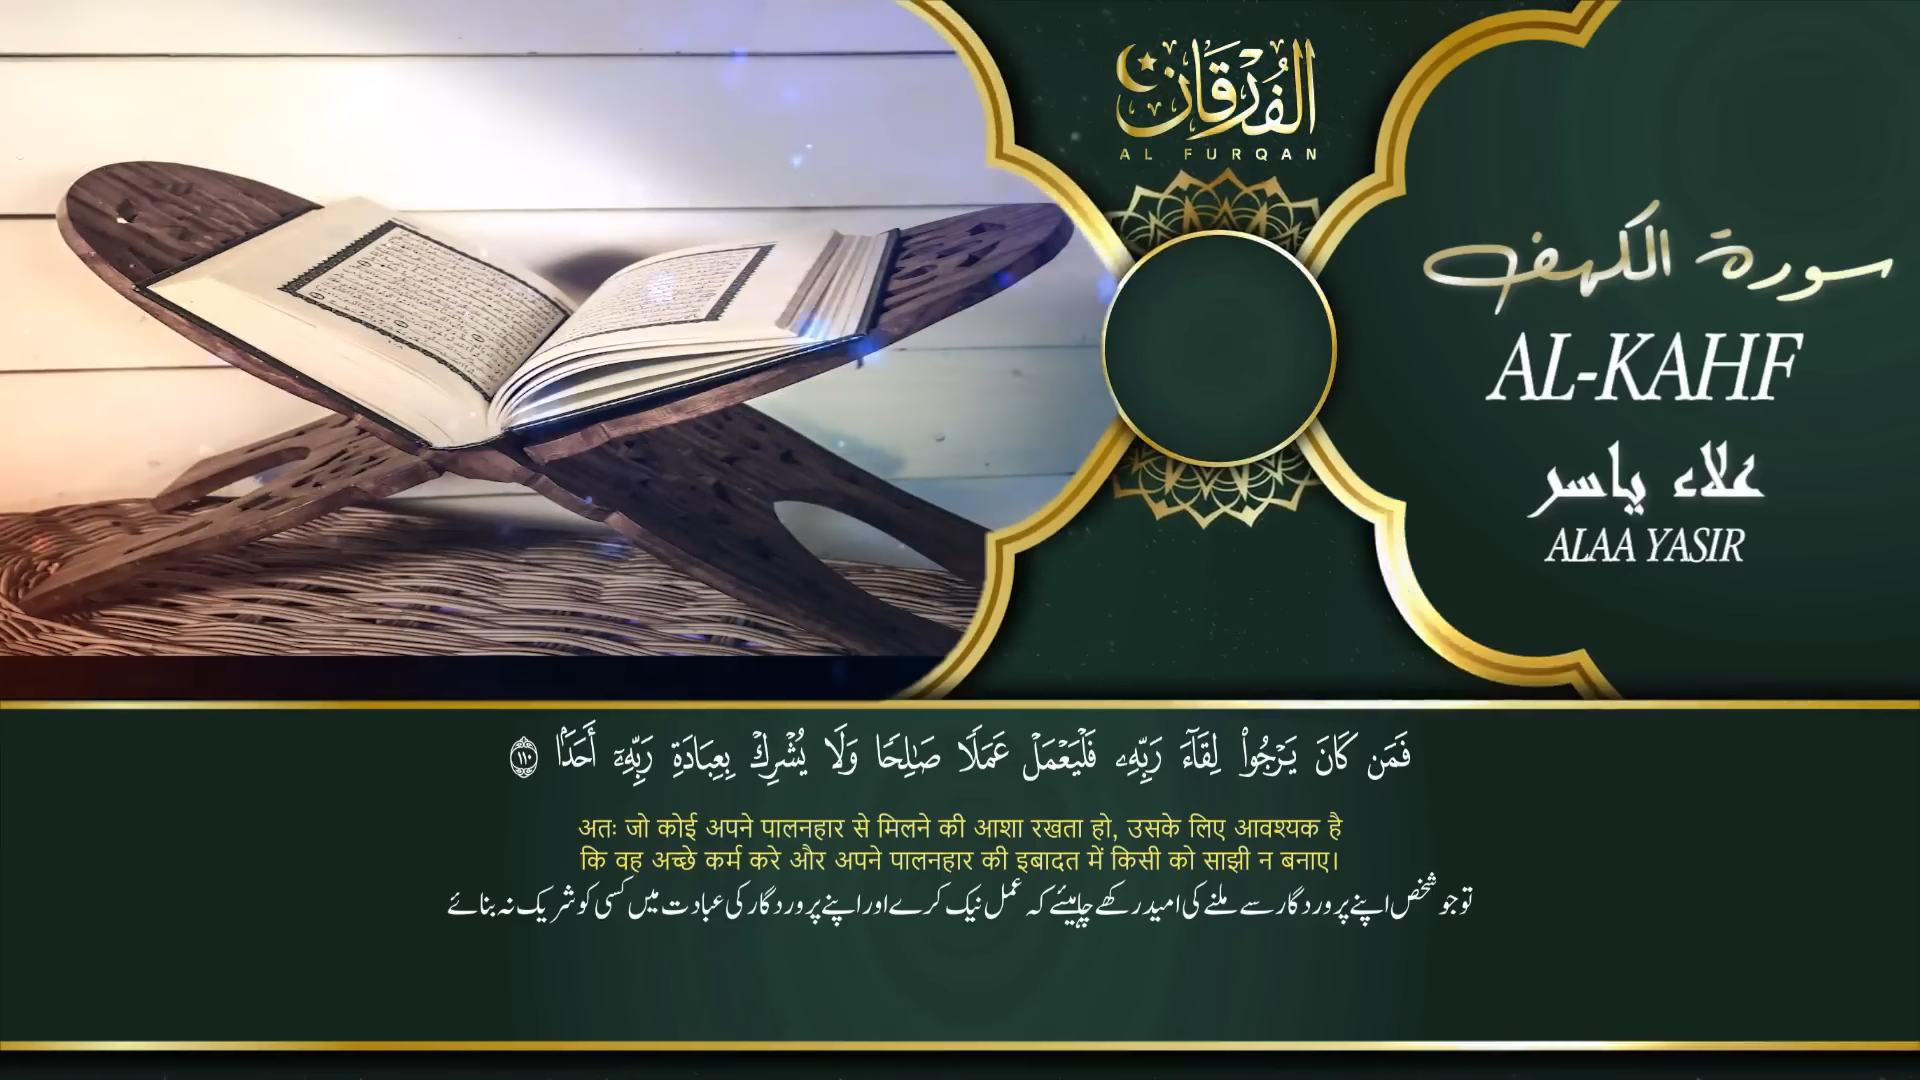 الفُرْقَان
AL FURQAN
سورة الكهف
AL-KAHF
علاء ياسر
ALAA YASIR
فَمَن كَانَ يَرْجُوا۟ لِقَآءَ رَبِّهِۦ فَلْيَعْمَلْ عَمَلًا صَـٰلِحًا وَلَا يُشْرِكْ بِعِبَادَةِ رَبِّهِۦٓ أَحَدًۢا ١١٠
अतः जो कोई अपने पालनहार से मिलने की आशा रखता हो, उसके लिए आवश्यक है
कि वह अच्छे कर्म करे और अपने पालनहार की इबादत में किसी को साझी न बनाए।
تو جو شخص اپنے پروردگار سے ملنے کی امید رکھے چاہیئے کہ عمل نیک کرے اور اپنے پروردگار کی عبادت میں کسی کو شریک نہ بنائے